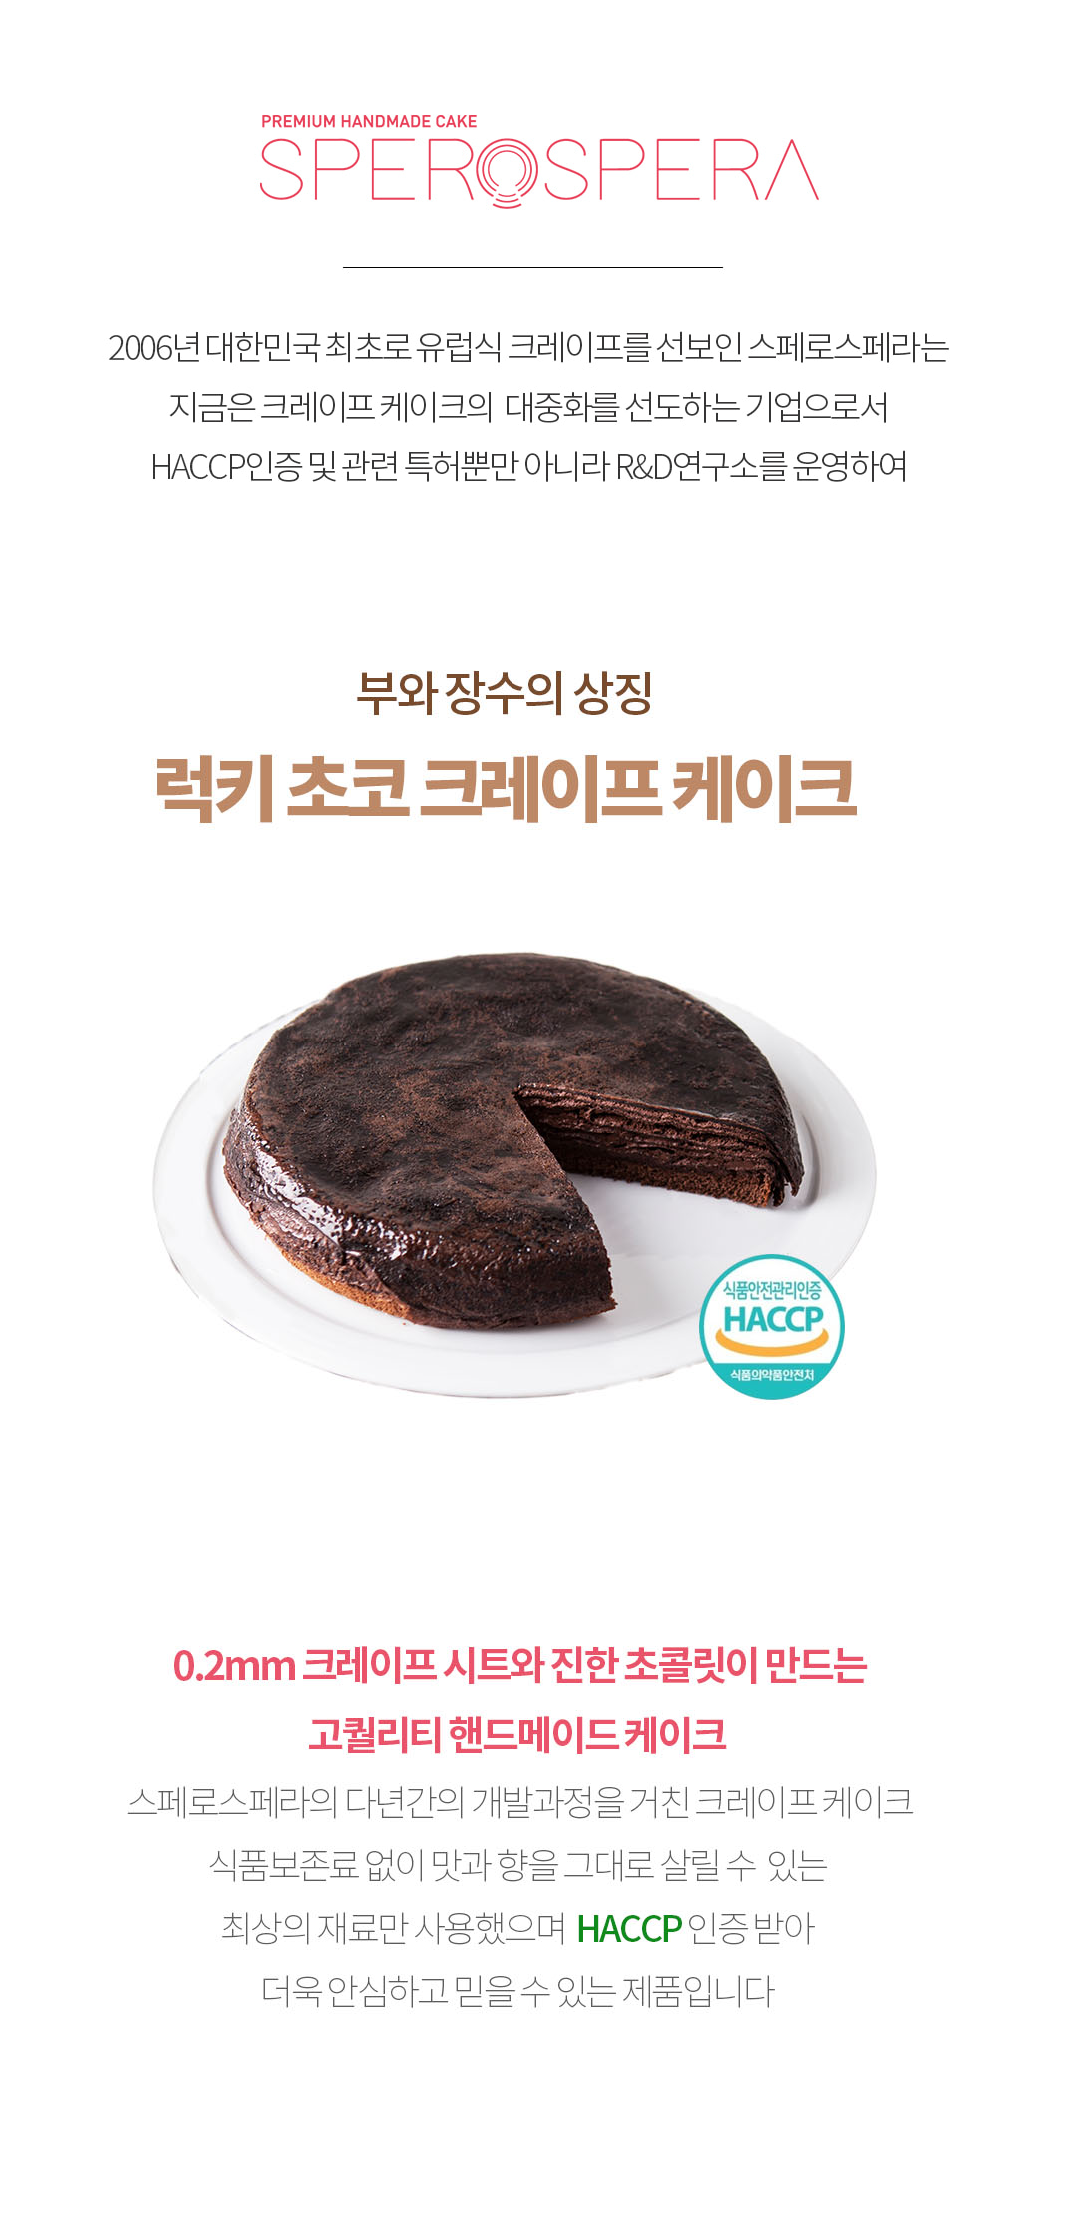 PREMIUM HANDMADE CAKE
SPEROSPERA
2006년 대한민국 최초로 유럽식 크레이프를 선보인 스페로스페라는
지금은 크레이프 케이크의 대중화를 선도하는 기업으로서
HACCP인증 및 관련 특허뿐만 아니라 R&D연구소를 운영하여
부와 장수의 상징
럭키 초코 크레이프 케이크
식품안전관리인증
HACCP
식품의약품안전처
0.2mm 크레이프 시트와 진한 초콜릿이 만드는
고퀄리티 핸드메이드 케이크
스페로스페라의 다년간의 개발과정을 거친 크레이프 케이크
식품보존료 없이 맛과 향을 그대로 살릴 수 있는
최상의 재료만 사용했으며 HACCP 인증 받아
더욱 안심하고 믿을 수 있는 제품입니다